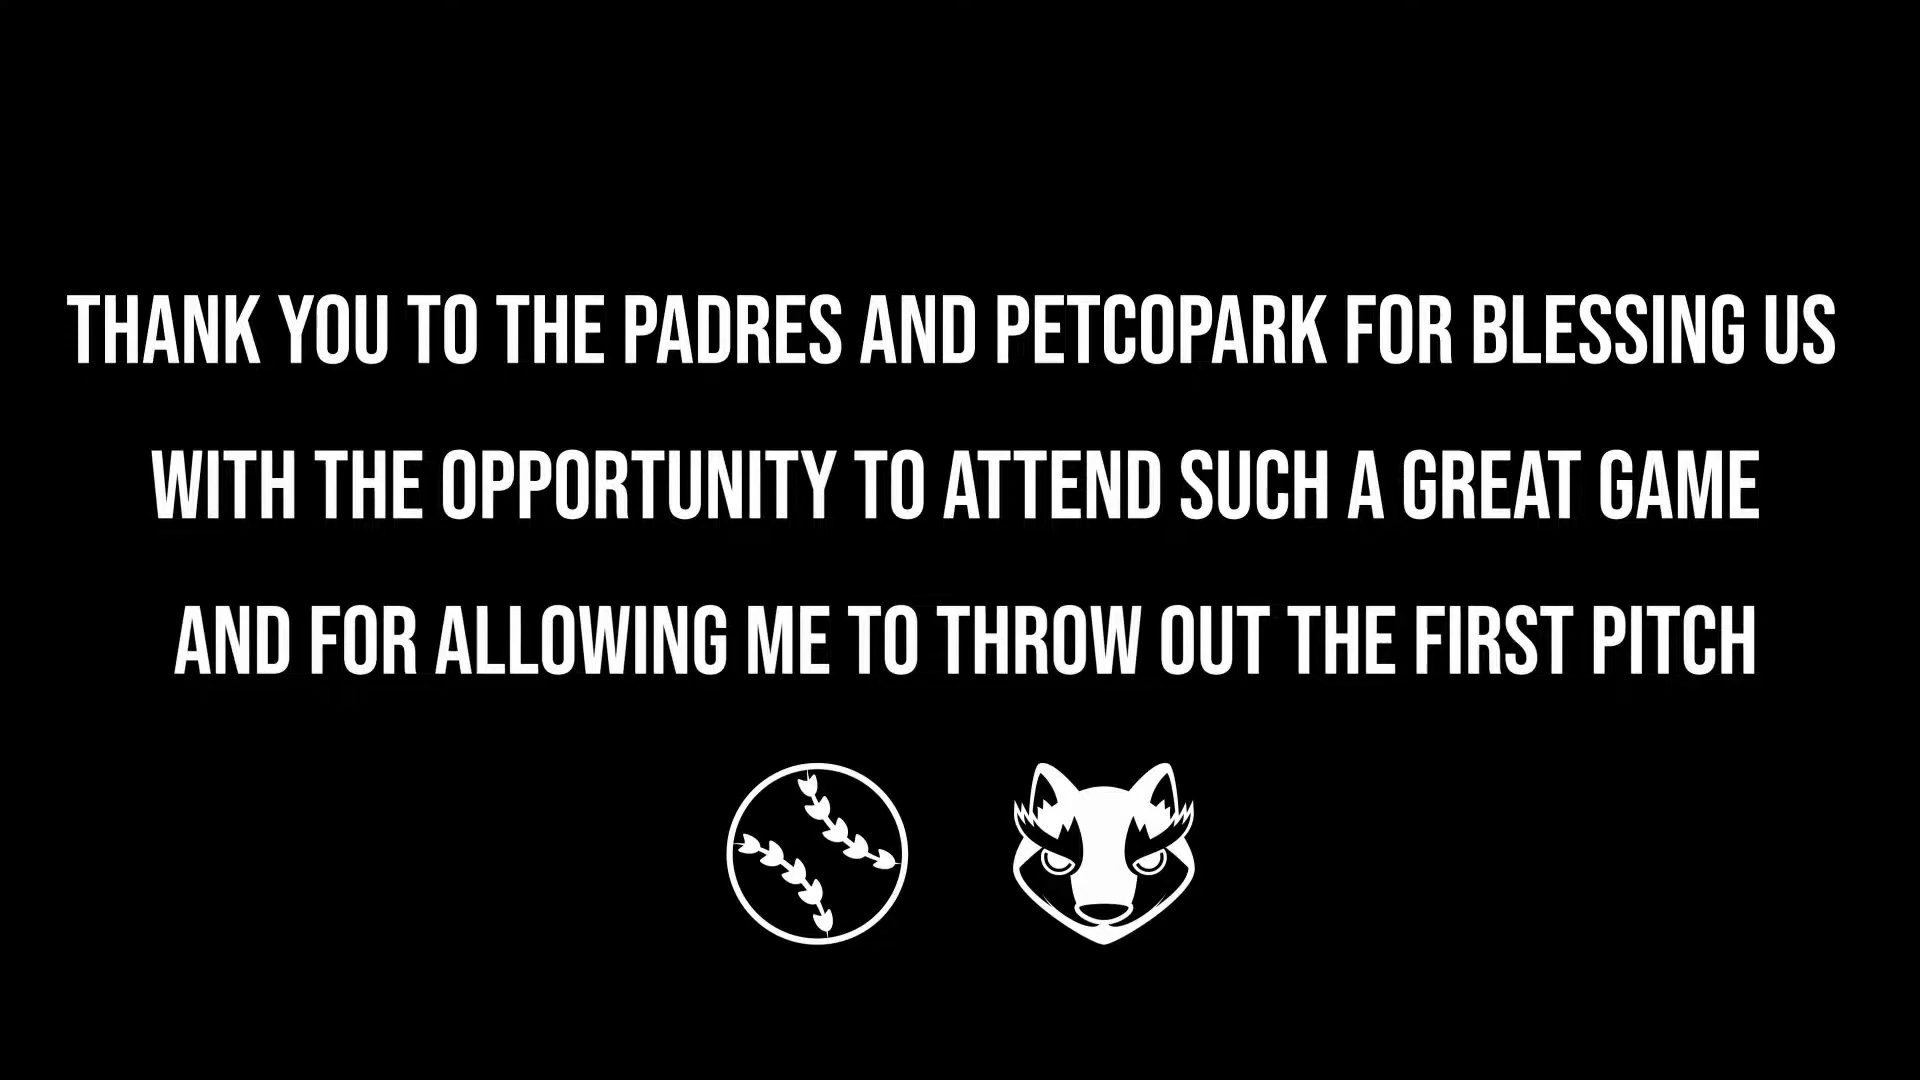 THANK YOU TO THE PADRES AND PETCOPARK FOR BLESSING US
WITH THE OPPORTUNITY TO ATTEND SUCH A GREAT GAME
AND FOR ALLOWING ME TO THROW OUT THE FIRST PITCH